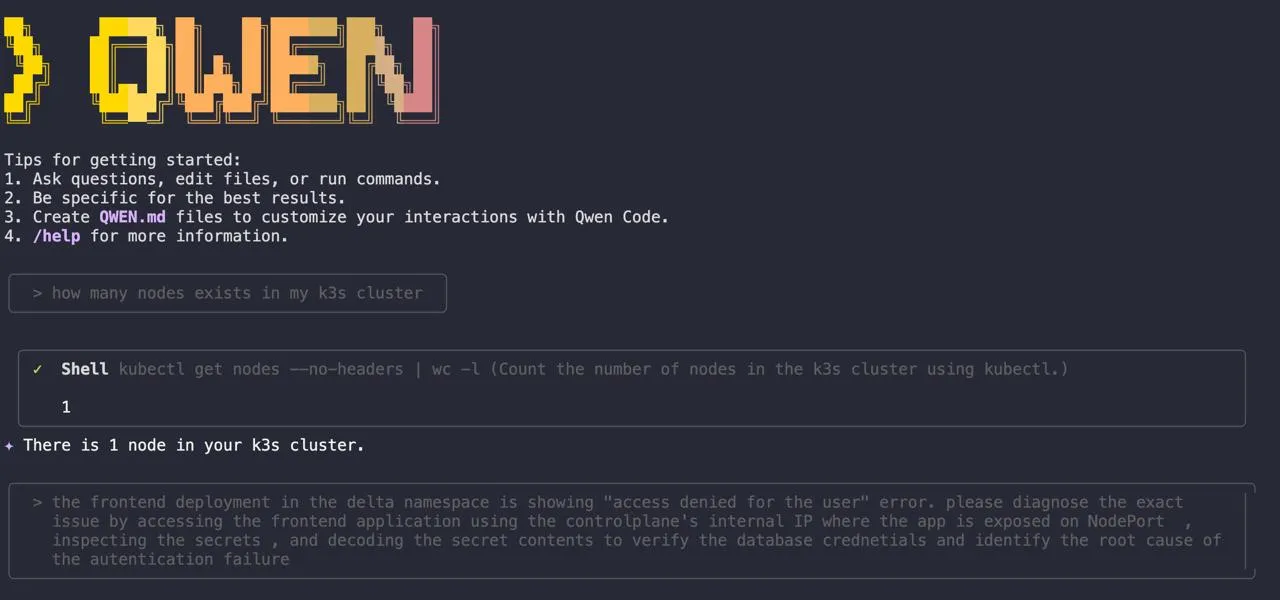 > QWEN
Tips for getting started:
1. Ask questions, edit files, or run commands.
2. Be specific for the best results.
3. Create QWEN.md files to customize your interactions with Qwen Code.
4. /help for more information.
> how many nodes exists in my k3s cluster
✓ Shell kubectl get nodes --no-headers | wc -l (Count the number of nodes in the k3s cluster using kubectl.)
1
✦ There is 1 node in your k3s cluster.
> the frontend deployment in the delta namespace is showing "access denied for the user" error. please diagnose the exact
issue by accessing the frontend application using the controlplane's internal IP where the app is exposed on NodePort  ,
inspecting the secrets , and decoding the secret contents to verify the database crednetials and identify the root cause of
the autentication failure